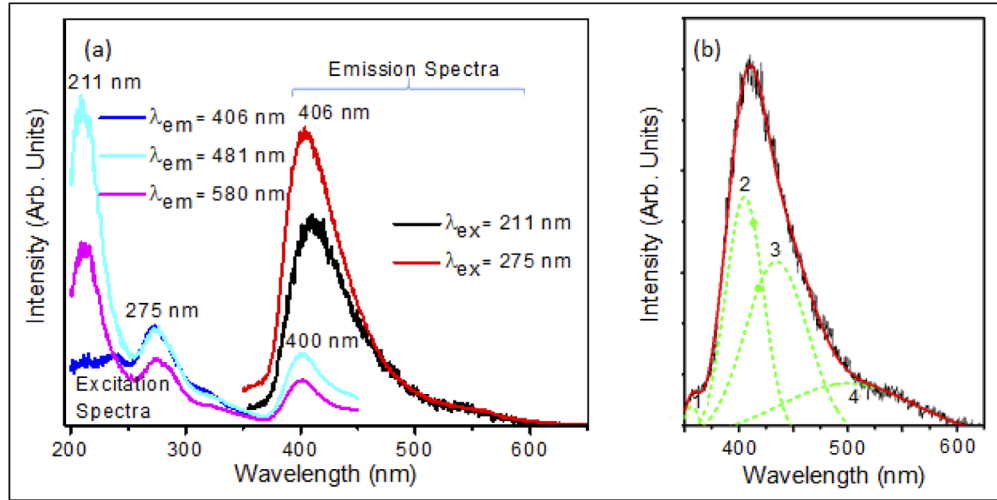 (a)
Emission Spectra
211 nm
λem = 406 nm
λem = 481 nm
λem = 580 nm
406 nm
λex = 211 nm
λex = 275 nm
275 nm
400 nm
Excitation
Spectra
Intensity (Arb. Units)
200 300 400 500 600
Wavelength (nm)
(b)
2
3
1
4
Intensity (Arb. Units)
400 500 600
Wavelength (nm)